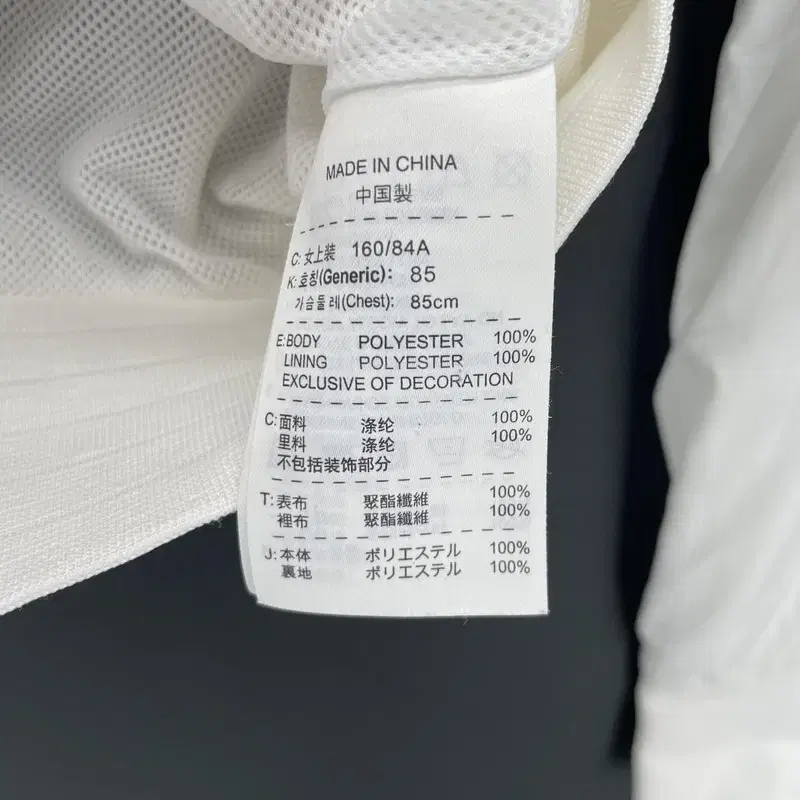 MADE IN CHINA
中国製
C: 女上装 160/84A
K: 호칭(Generic): 85
가슴둘레(Chest): 85cm
E: BODY POLYESTER 100%
LINING POLYESTER 100%
EXCLUSIVE OF DECORATION
C: 面料 涤纶 100%
里料 涤纶 100%
不包括装饰部分
T: 表布 聚酯纖維 100%
裡布 聚酯纖維 100%
J: 本体 ポリエステル 100%
裏地 ポリエステル 100%